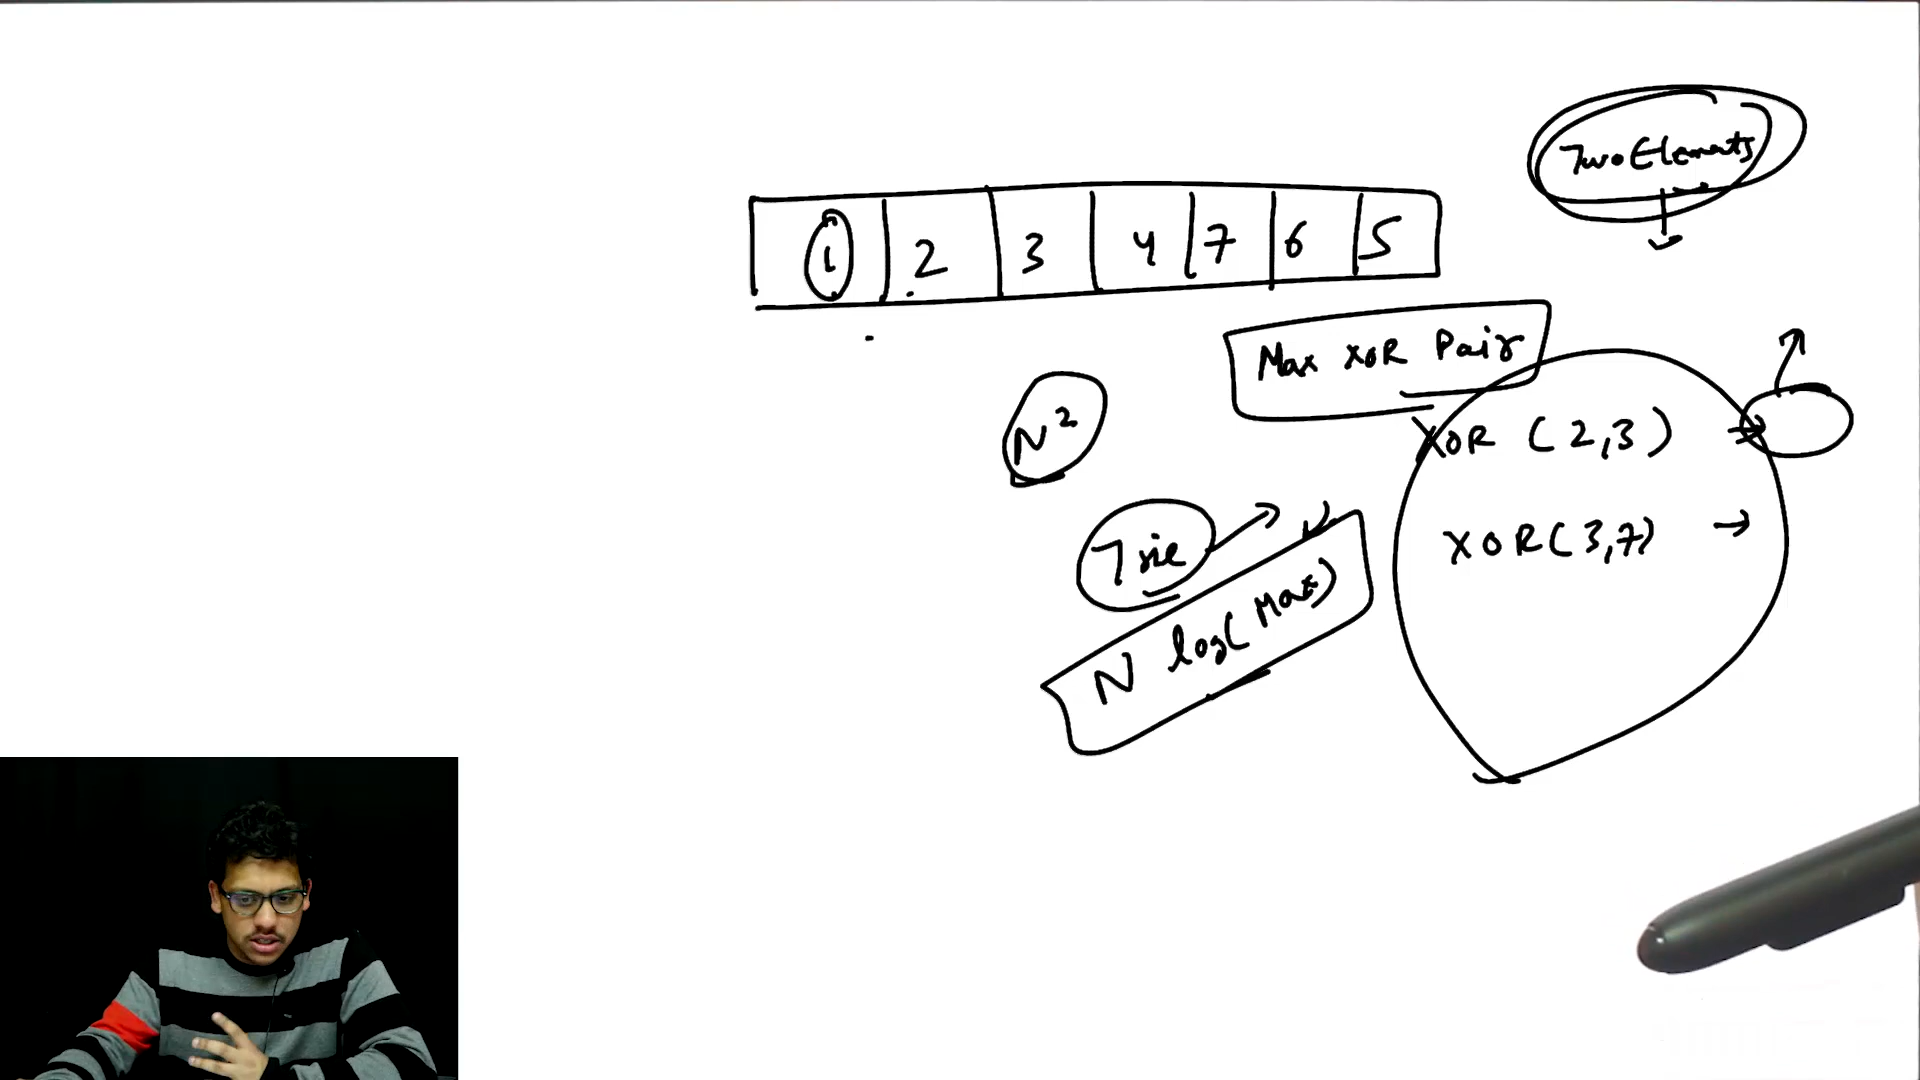 Two Elements
1 2 3 4 7 6 5
Max XOR Pair
N²
XOR (2,3) →
Trie
XOR(3,7) →
N log(Max)